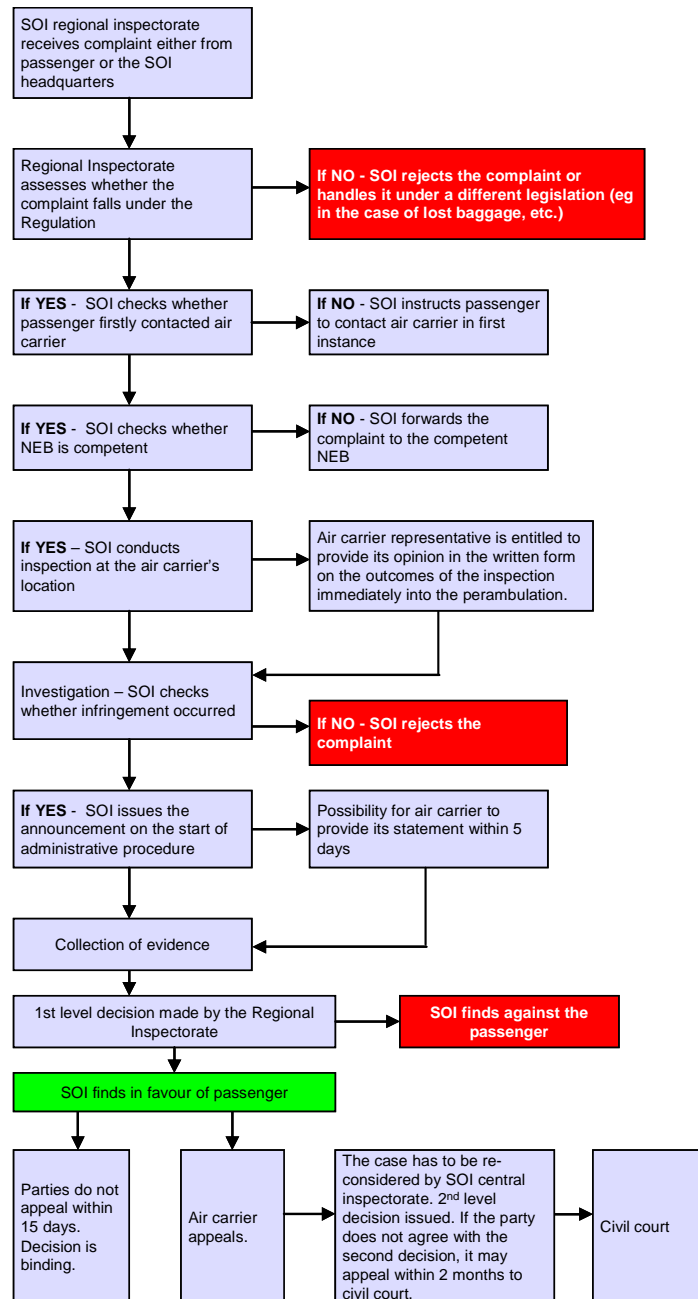 SOI regional inspectorate
receives complaint either from
passenger or the SOI
headquarters
Regional Inspectorate
assesses whether the
complaint falls under the
Regulation
If NO - SOI rejects the complaint or
handles it under a different legislation (eg
in the case of lost baggage, etc.)
If YES - SOI checks whether
passenger firstly contacted air
carrier
If NO - SOI instructs passenger
to contact air carrier in first
instance
If YES - SOI checks whether
NEB is competent
If NO - SOI forwards the
complaint to the competent
NEB
If YES – SOI conducts
inspection at the air carrier's
location
Air carrier representative is entitled to
provide its opinion in the written form
on the outcomes of the inspection
immediately into the perambulation.
Investigation – SOI checks
whether infringement occurred
If NO - SOI rejects the
complaint
If YES - SOI issues the
announcement on the start of
administrative procedure
Possibility for air carrier to
provide its statement within 5
days
Collection of evidence
1st level decision made by the Regional
Inspectorate
SOI finds against the
passenger
SOI finds in favour of passenger
Parties do not
appeal within
15 days.
Decision is
binding.
Air carrier
appeals.
The case has to be re-
considered by SOI central
inspectorate. 2nd level
decision issued. If the party
does not agree with the
second decision, it may
appeal within 2 months to
civil court.
Civil court